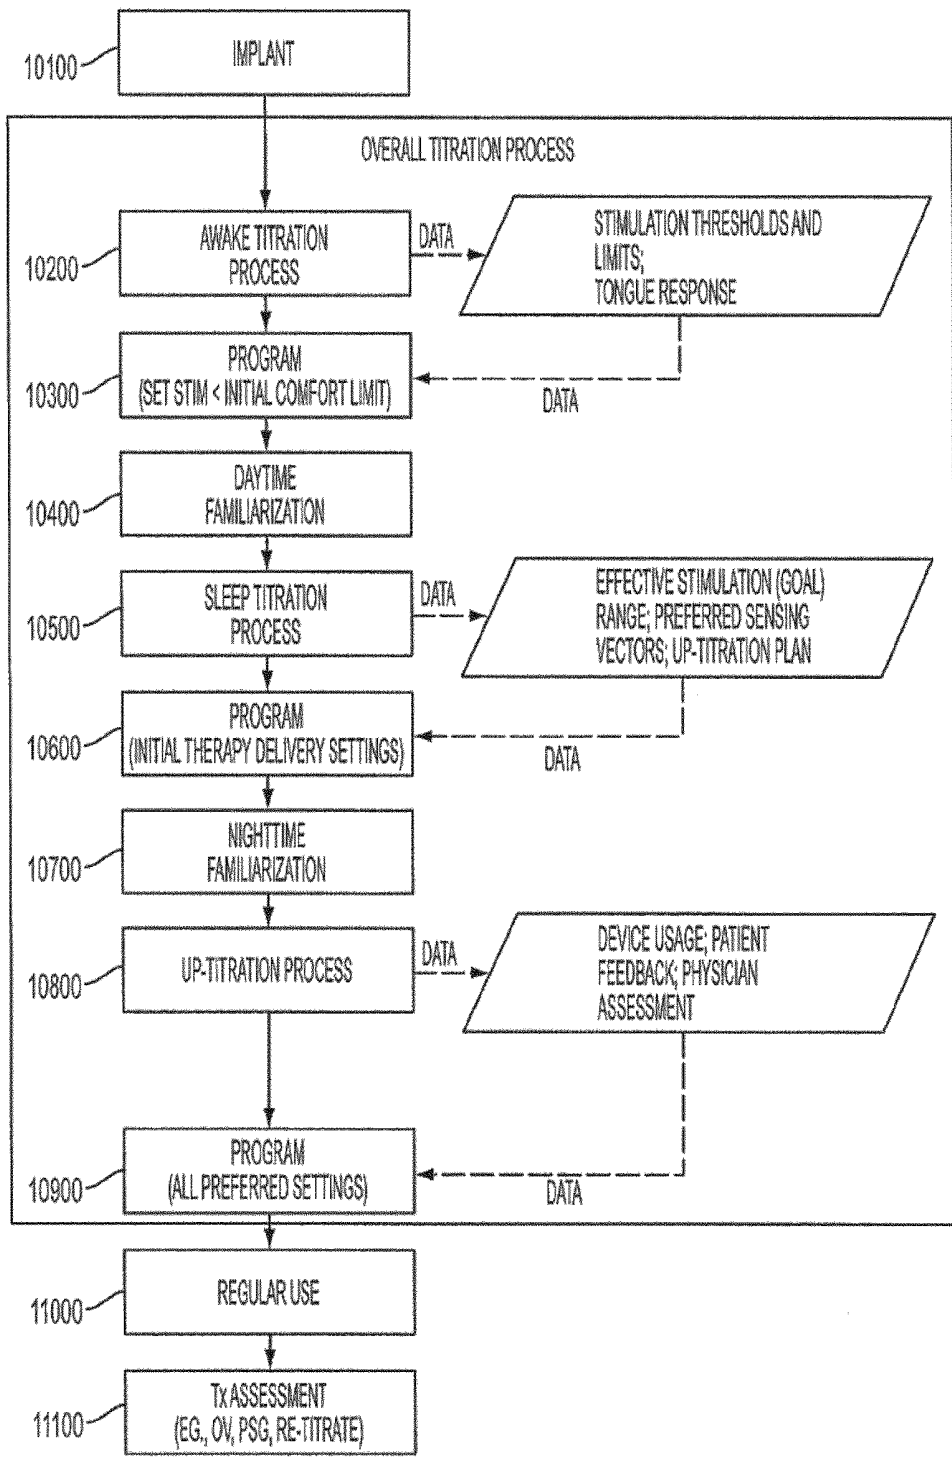 IMPLANT
10100
OVERALL TITRATION PROCESS
AWAKE TITRATION
PROCESS
10200
DATA
STIMULATION THRESHOLDS AND
LIMITS;
TONGUE RESPONSE
PROGRAM
(SET STIM < INITIAL COMFORT LIMIT)
10300
DATA
DAYTIME
FAMILIARIZATION
10400
SLEEP TITRATION
PROCESS
10500
DATA
EFFECTIVE STIMULATION (GOAL)
RANGE; PREFERRED SENSING
VECTORS; UP-TITRATION PLAN
PROGRAM
(INITIAL THERAPY DELIVERY SETTINGS)
10600
DATA
NIGHTTIME
FAMILIARIZATION
10700
UP-TITRATION PROCESS
10800
DATA
DEVICE USAGE; PATIENT
FEEDBACK; PHYSICIAN
ASSESSMENT
PROGRAM
(ALL PREFERRED SETTINGS)
10900
DATA
REGULAR USE
11000
Tx ASSESSMENT
(EG., OV, PSG, RE-TITRATE)
11100